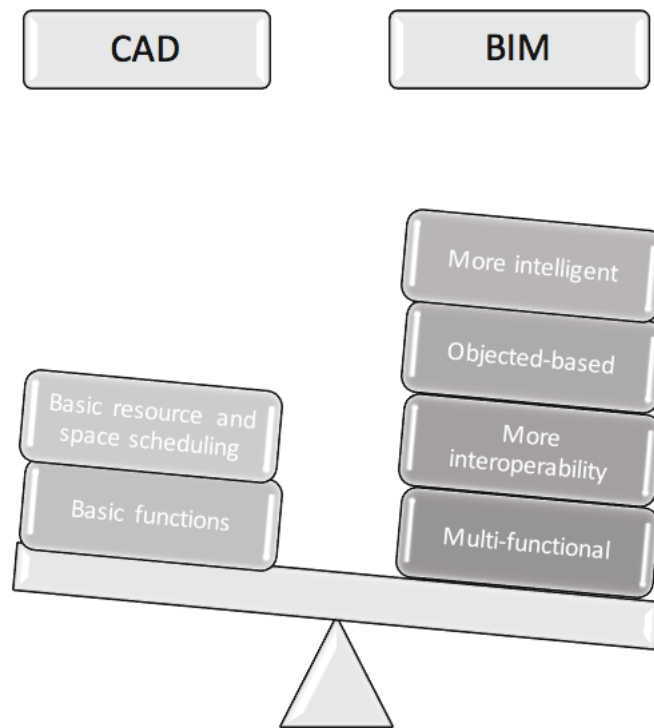 CAD
BIM
More intelligent
Objected-based
More
interoperability
Multi-functional
Basic resource and
space scheduling
Basic functions